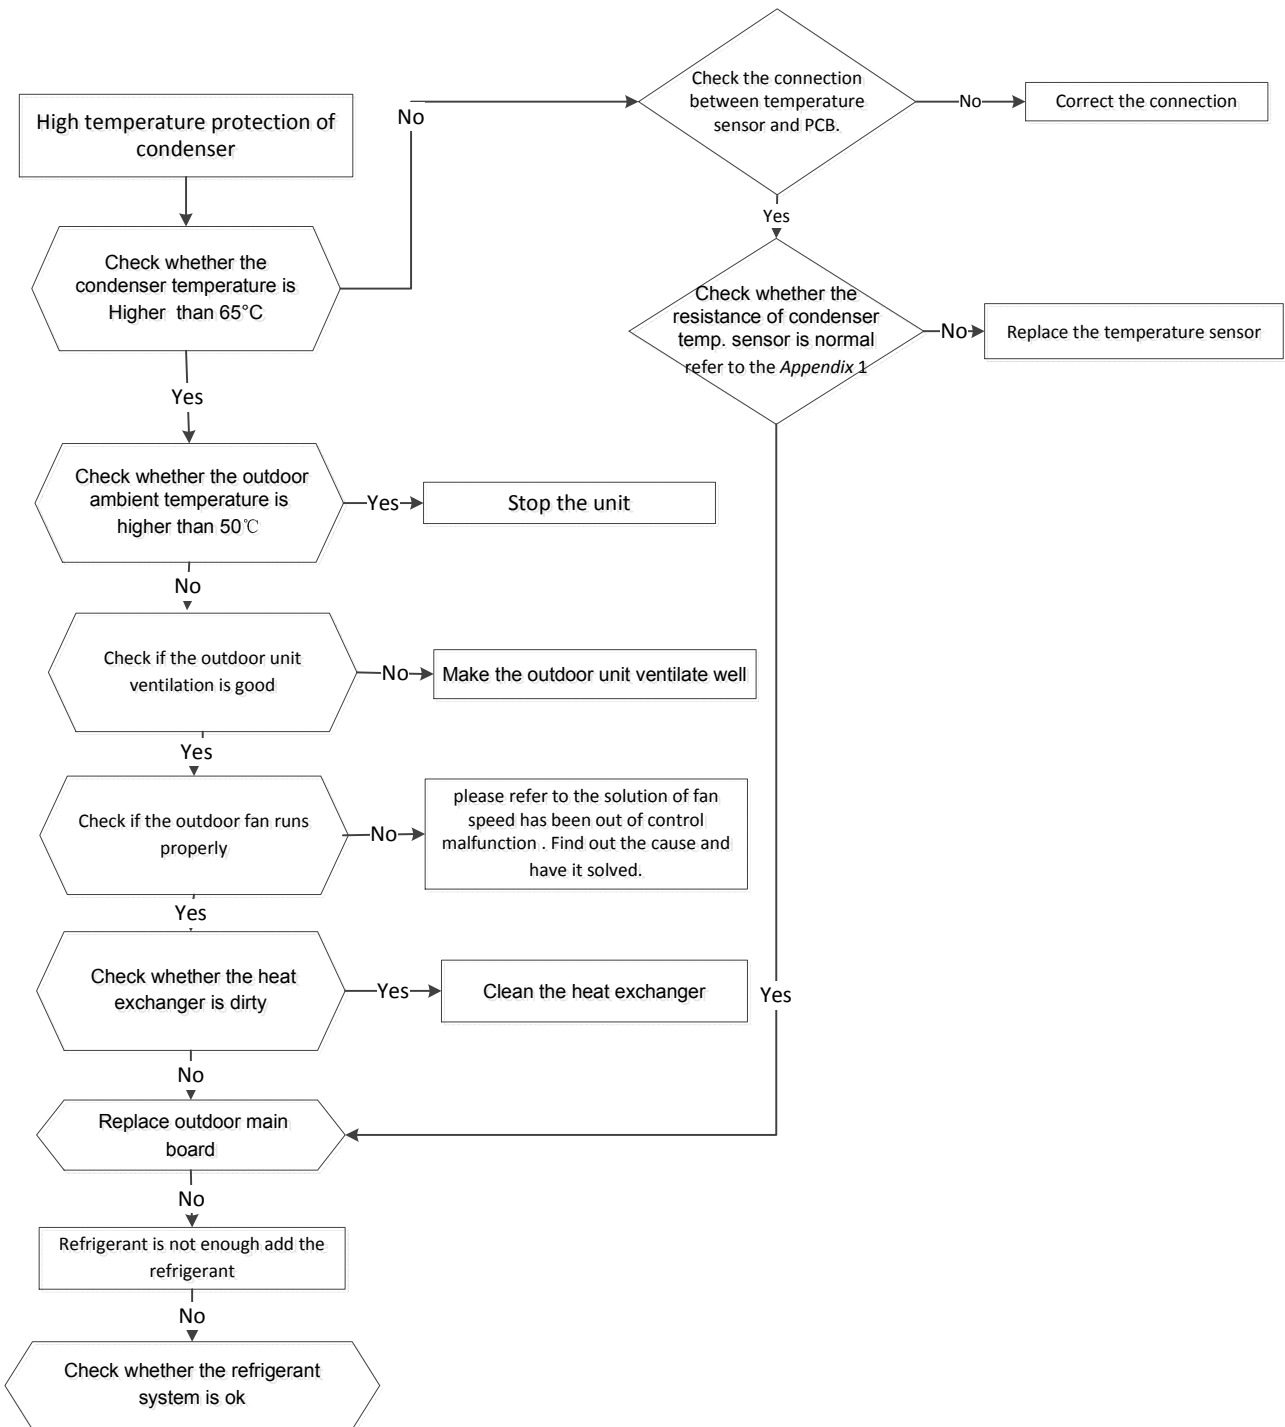 High temperature protection of
condenser
Check whether the
condenser temperature is
Higher than 65°C
No
Check the connection
between temperature
sensor and PCB.
No
Correct the connection
Yes
Check whether the
resistance of condenser
temp. sensor is normal
refer to the Appendix 1
No
Replace the temperature sensor
Yes
Yes
Check whether the outdoor
ambient temperature is
higher than 50℃
Yes
Stop the unit
No
Check if the outdoor unit
ventilation is good
No
Make the outdoor unit ventilate well
Yes
Check if the outdoor fan runs
properly
No
please refer to the solution of fan
speed has been out of control
malfunction . Find out the cause and
have it solved.
Yes
Check whether the heat
exchanger is dirty
Yes
Clean the heat exchanger
No
Replace outdoor main
board
No
Refrigerant is not enough add the
refrigerant
No
Check whether the refrigerant
system is ok